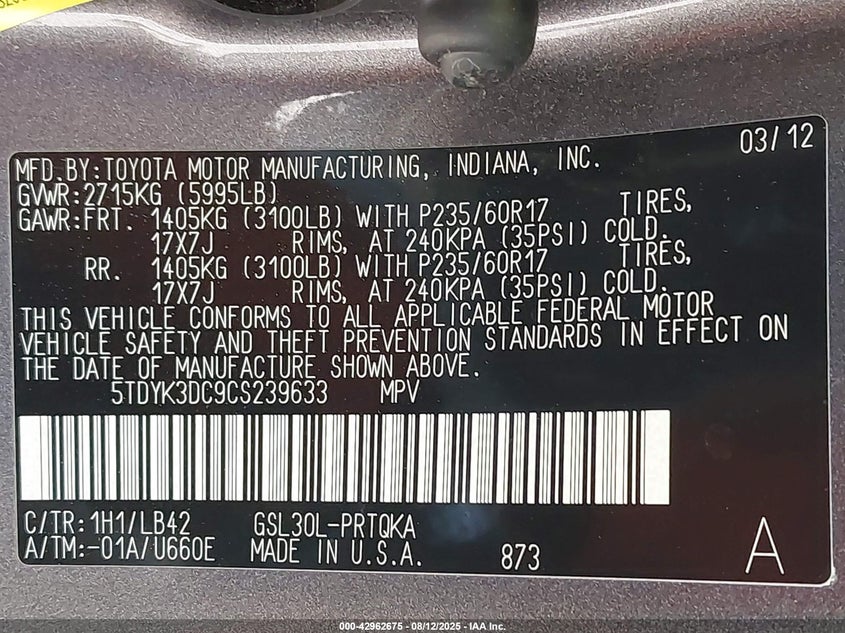 03/12
MFD.BY:TOYOTA MOTOR MANUFACTURING, INDIANA, INC.
GVWR:2715KG (5995LB)
GAWR:FRT. 1405KG (3100LB) WITH P235/60R17 TIRES,
17X7J RIMS, AT 240KPA (35PSI) COLD.
RR. 1405KG (3100LB) WITH P235/60R17 TIRES,
17X7J RIMS, AT 240KPA (35PSI) COLD.
THIS VEHICLE CONFORMS TO ALL APPLICABLE FEDERAL MOTOR
VEHICLE SAFETY AND THEFT PREVENTION STANDARDS IN EFFECT ON
THE DATE OF MANUFACTURE SHOWN ABOVE.
5TDYK3DC9CS239633 MPV
C/TR:1H1/LB42 GSL30L-PRTQKA
A/TM:-01A/U660E MADE IN U.S.A. 873 A
000-42962675 - 08/12/2025 - IAA Inc.